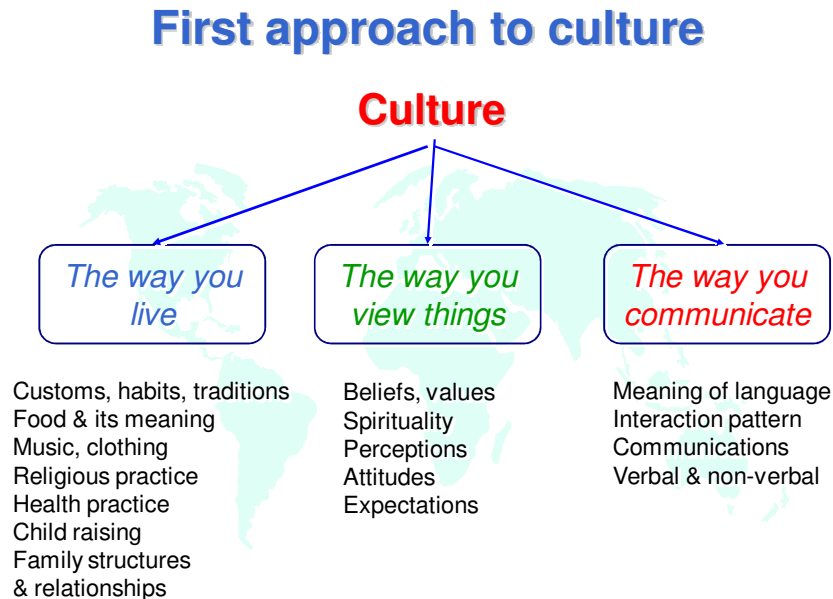 First approach to culture
Culture
The way you
live
The way you
view things
The way you
communicate
Customs, habits, traditions
Food & its meaning
Music, clothing
Religious practice
Health practice
Child raising
Family structures
& relationships
Beliefs, values
Spirituality
Perceptions
Attitudes
Expectations
Meaning of language
Interaction pattern
Communications
Verbal & non-verbal